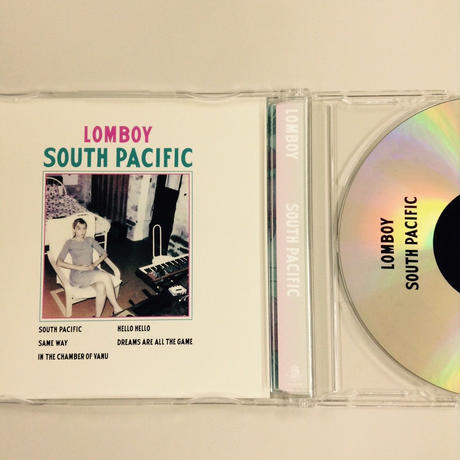 LOMBOY
SOUTH PACIFIC
SOUTH PACIFIC
SAME WAY
IN THE CHAMBER OF VANU
HELLO HELLO
DREAMS ARE ALL THE GAME
LOMBOY
SOUTH PACIFIC
LOMBOY
SOUTH PACIFIC